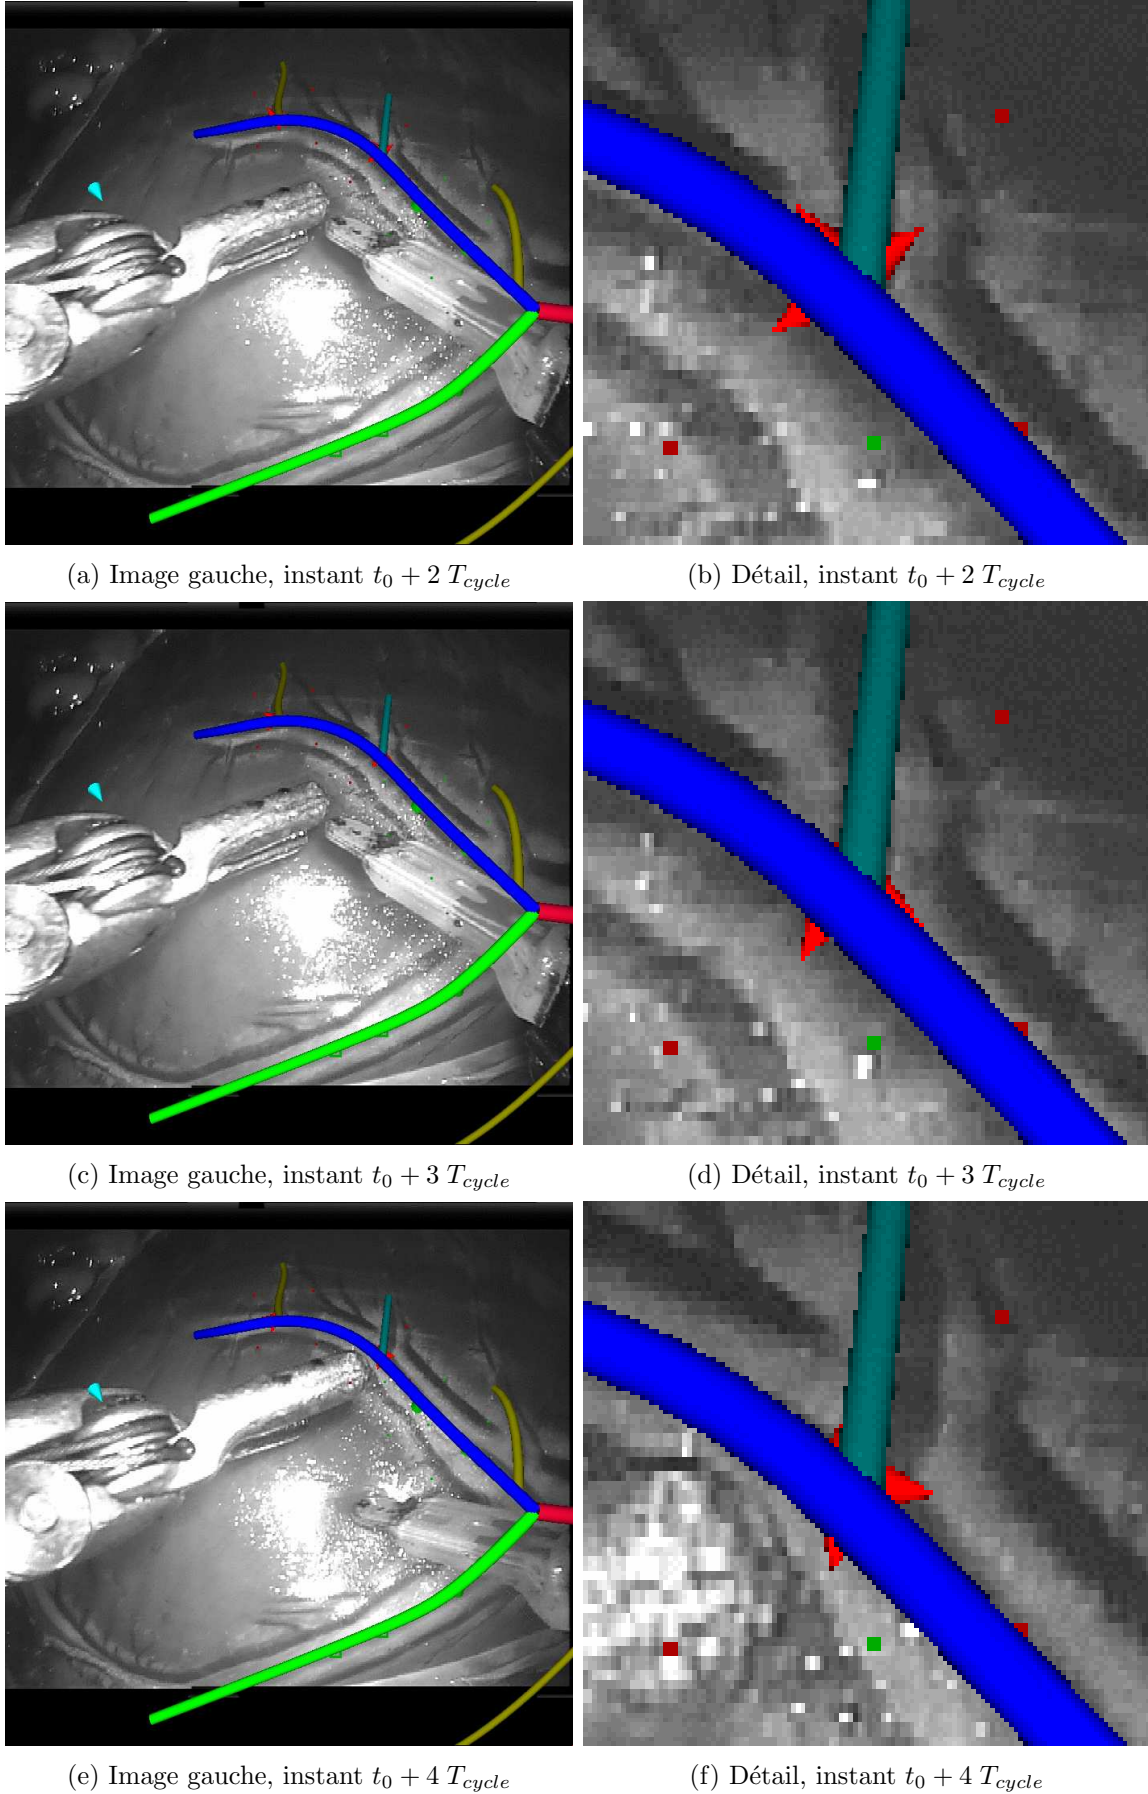 (a) Image gauche, instant t₀ + 2 T_cycle
(b) Détail, instant t₀ + 2 T_cycle
(c) Image gauche, instant t₀ + 3 T_cycle
(d) Détail, instant t₀ + 3 T_cycle
(e) Image gauche, instant t₀ + 4 T_cycle
(f) Détail, instant t₀ + 4 T_cycle